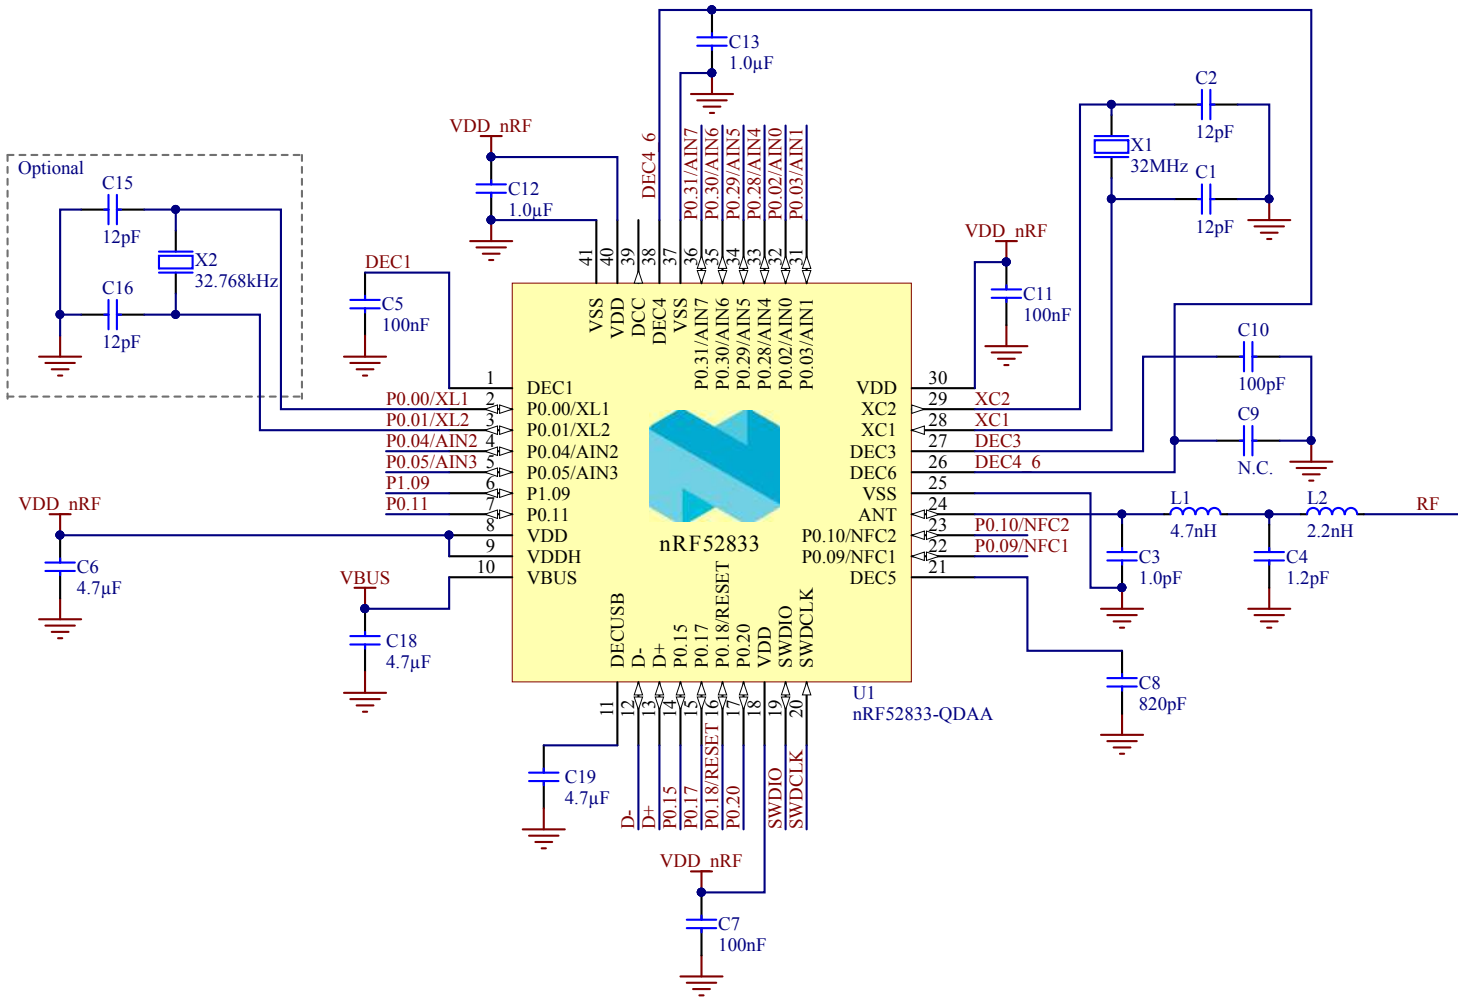 C13
1.0µF
C2
12pF
X1
32MHz
C1
12pF
VDD_nRF
C12
1.0µF
DEC4_6
P0.31/AIN7
P0.30/AIN6
P0.29/AIN5
P0.28/AIN4
P0.02/AIN0
P0.03/AIN1
Optional
C15
12pF
X2
32.768kHz
C16
12pF
DEC1
C5
100nF
VDD_nRF
C11
100nF
41
40
39
38
37
36
35
34
33
32
31
VSS
VDD
DCC
DEC4
VSS
P0.31/AIN7
P0.30/AIN6
P0.29/AIN5
P0.28/AIN4
P0.02/AIN0
P0.03/AIN1
C10
100pF
C9
N.C.
1 DEC1
P0.00/XL1 2 P0.00/XL1
P0.01/XL2 3 P0.01/XL2
P0.04/AIN2 4 P0.04/AIN2
P0.05/AIN3 5 P0.05/AIN3
P1.09 6 P1.09
P0.11 7 P0.11
8 VDD
9 VDDH
10 VBUS
VDD 30
XC2 29 XC2
XC1 28 XC1
DEC3 27 DEC3
DEC6 26 DEC4_6
VSS 25
ANT 24
P0.10/NFC2 23 P0.10/NFC2
P0.09/NFC1 22 P0.09/NFC1
DEC5 21
nRF52833
L1
4.7nH
L2
2.2nH
RF
C3
1.0pF
C4
1.2pF
VDD_nRF
C6
4.7µF
VBUS
C18
4.7µF
DECUSB
D-
D+
P0.15
P0.17
P0.18/RESET
P0.20
VDD
SWDIO
SWDCLK
U1
nRF52833-QDAA
C8
820pF
11
12
13
14
15
16
17
18
19
20
C19
4.7µF
D-
D+
P0.15
P0.17
P0.18/RESET
P0.20
SWDIO
SWDCLK
VDD_nRF
C7
100nF